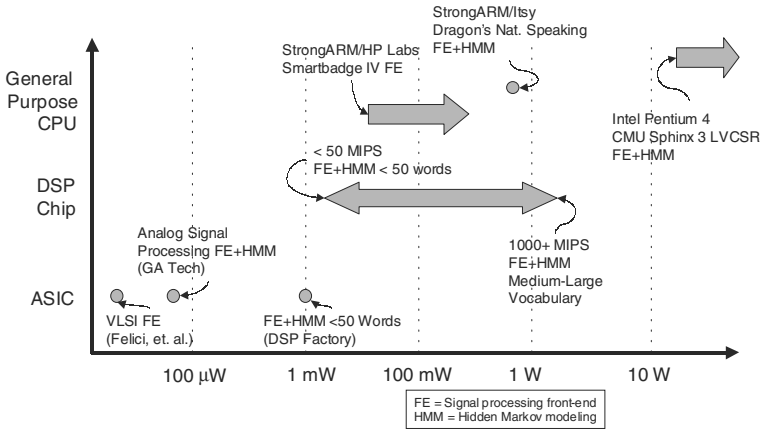 StrongARM/Itsy
Dragon's Nat. Speaking
FE+HMM
StrongARM/HP Labs
Smartbadge IV FE
General
Purpose
CPU
Intel Pentium 4
CMU Sphinx 3 LVCSR
FE+HMM
< 50 MIPS
FE+HMM < 50 words
DSP
Chip
Analog Signal
Processing FE+HMM
(GA Tech)
1000+ MIPS
FE+HMM
Medium-Large
Vocabulary
ASIC
VLSI FE
(Felici, et. al.)
FE+HMM <50 Words
(DSP Factory)
100 μW
1 mW
100 mW
1 W
10 W
FE = Signal processing front-end
HMM = Hidden Markov modeling